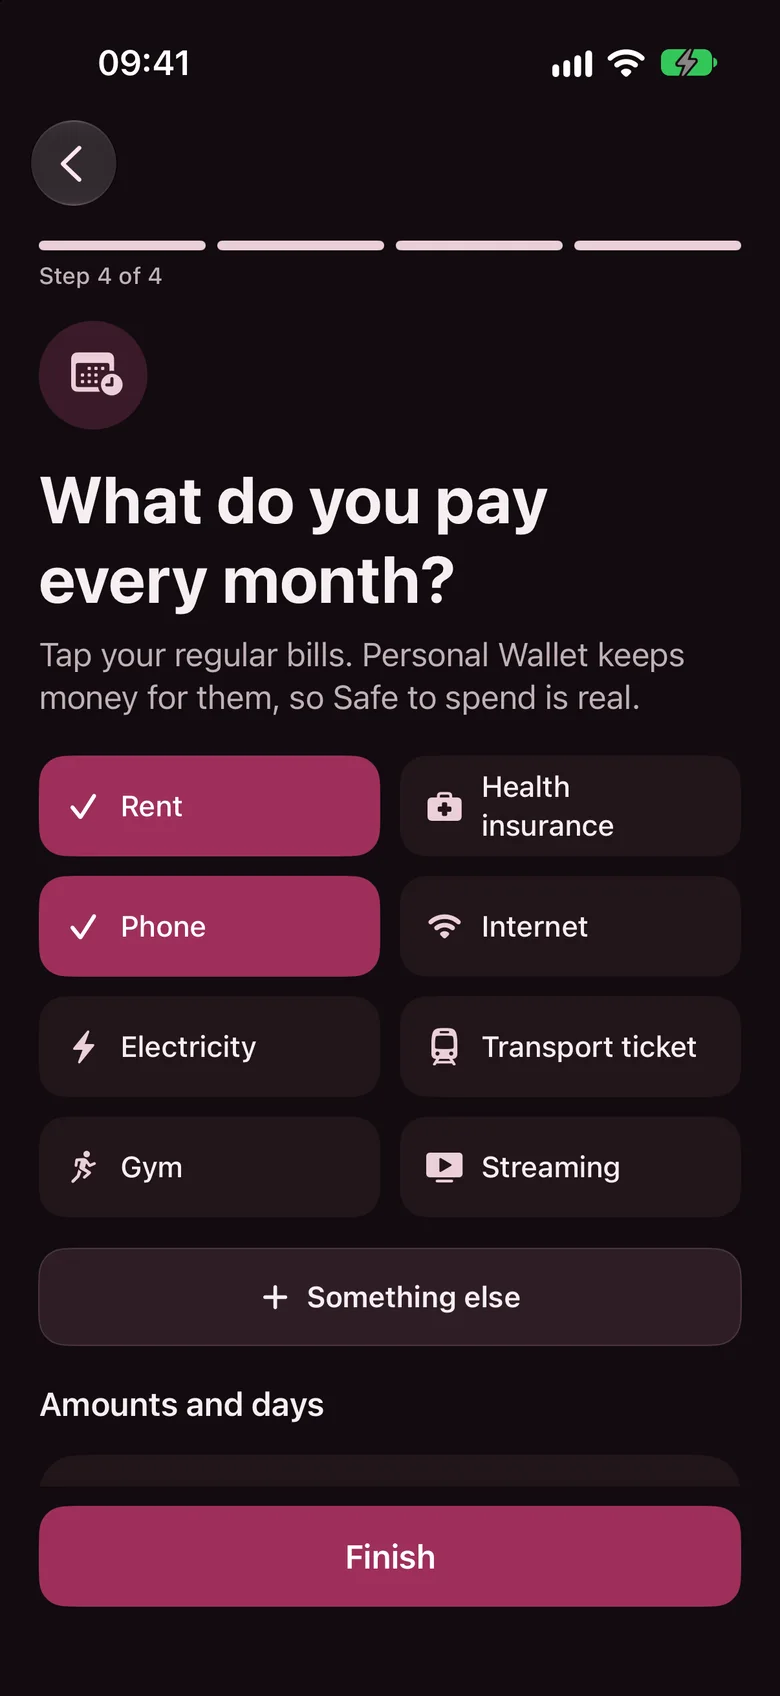 09:41
Step 4 of 4
What do you pay
every month?
Tap your regular bills. Personal Wallet keeps
money for them, so Safe to spend is real.
Rent
Health
insurance
Phone
Internet
Electricity
Transport ticket
Gym
Streaming
Something else
Amounts and days
Finish